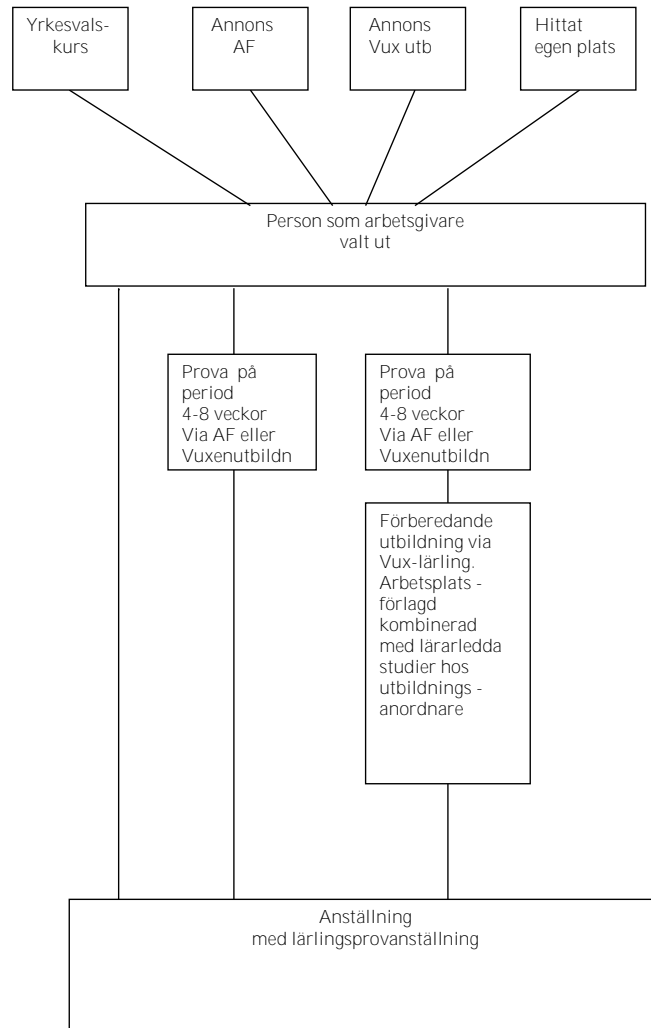 Yrkesvals-
kurs
Annons
AF
Annons
Vux utb
Hittat
egen plats
Person som arbetsgivare
valt ut
Prova på
period
4-8 veckor
Via AF eller
Vuxenutbildn
Prova på
period
4-8 veckor
Via AF eller
Vuxenutbildn
Förberedande
utbildning via
Vux-lärling.
Arbetsplats -
förlagd
kombinerad
med lärarledda
studier hos
utbildnings -
anordnare
Anställning
med lärlingsprovanställning